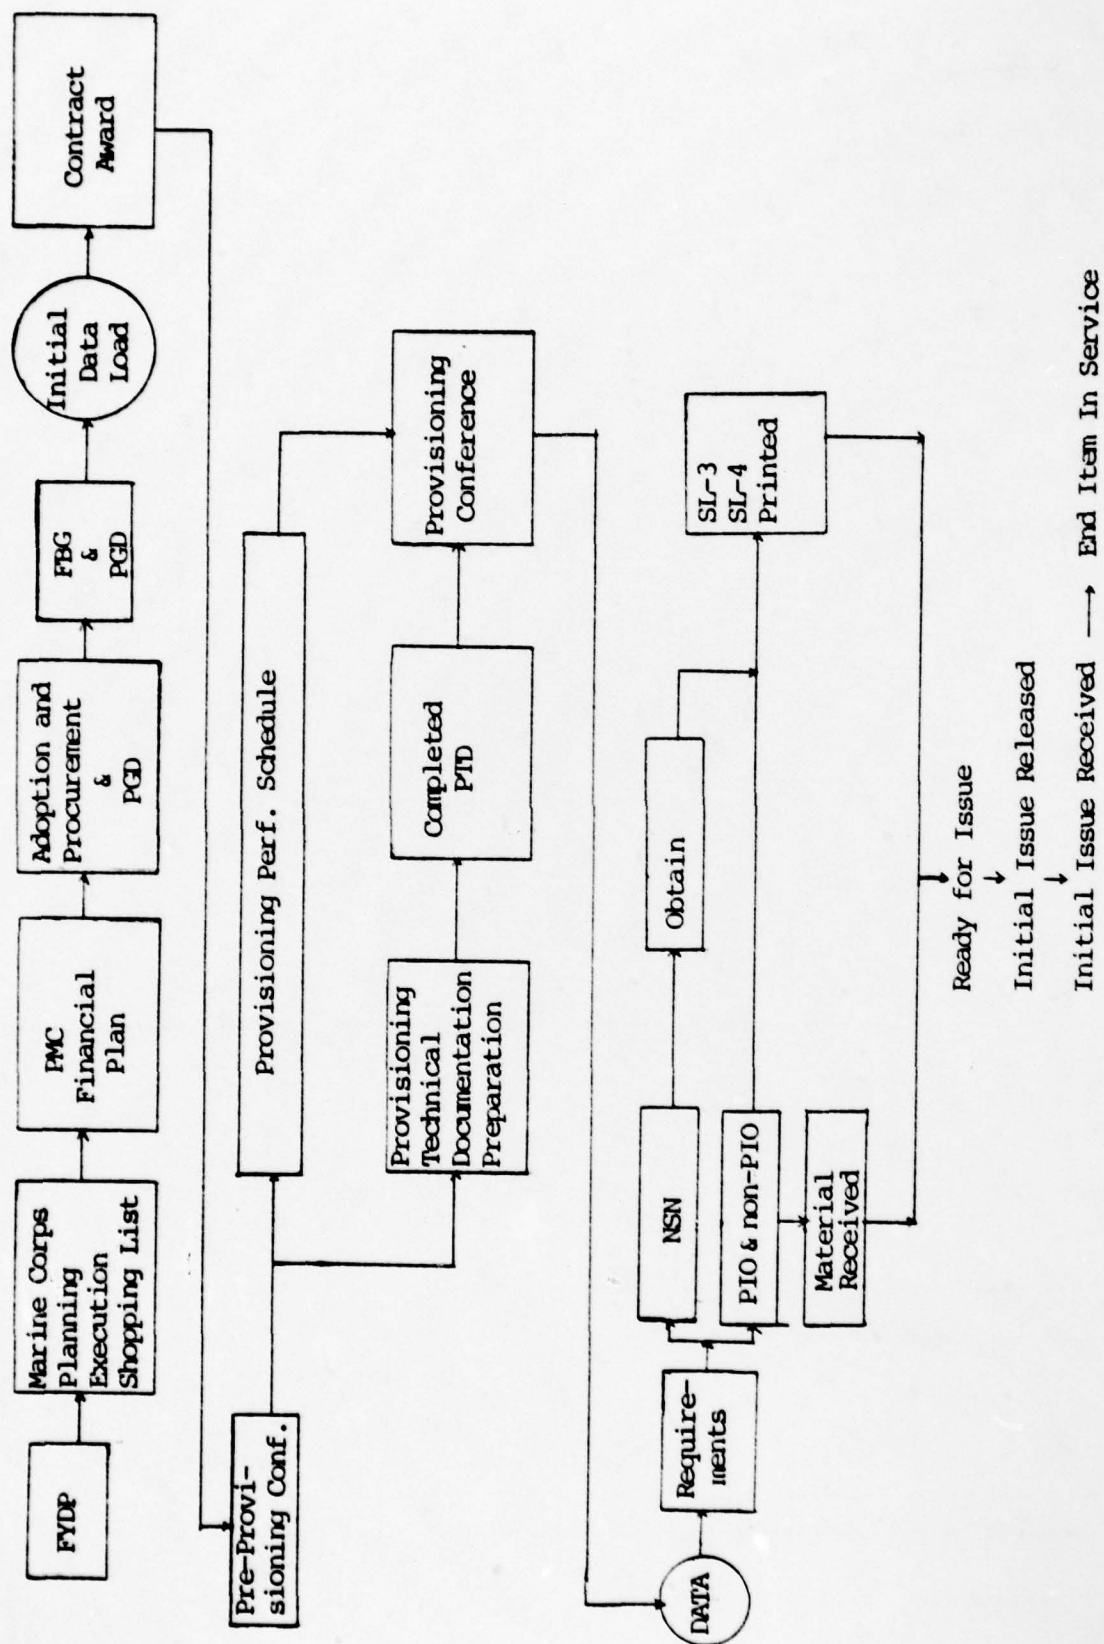 FYDP
Marine Corps
Planning
Execution
Shopping List
PMC
Financial
Plan
Adoption and
Procurement
&
PGD
FBG
&
PGD
Initial
Data
Load
Contract
Award
Pre-Provi-
sioning Conf.
Provisioning Perf. Schedule
Provisioning
Technical
Documentation
Preparation
Completed
PTD
Provisioning
Conference
DATA
Require-
ments
NSN
Obtain
PIO & non-PIO
Material
Received
SL-3
SL-4
Printed
Ready for Issue
Initial Issue Released
Initial Issue Received → End Item In Service